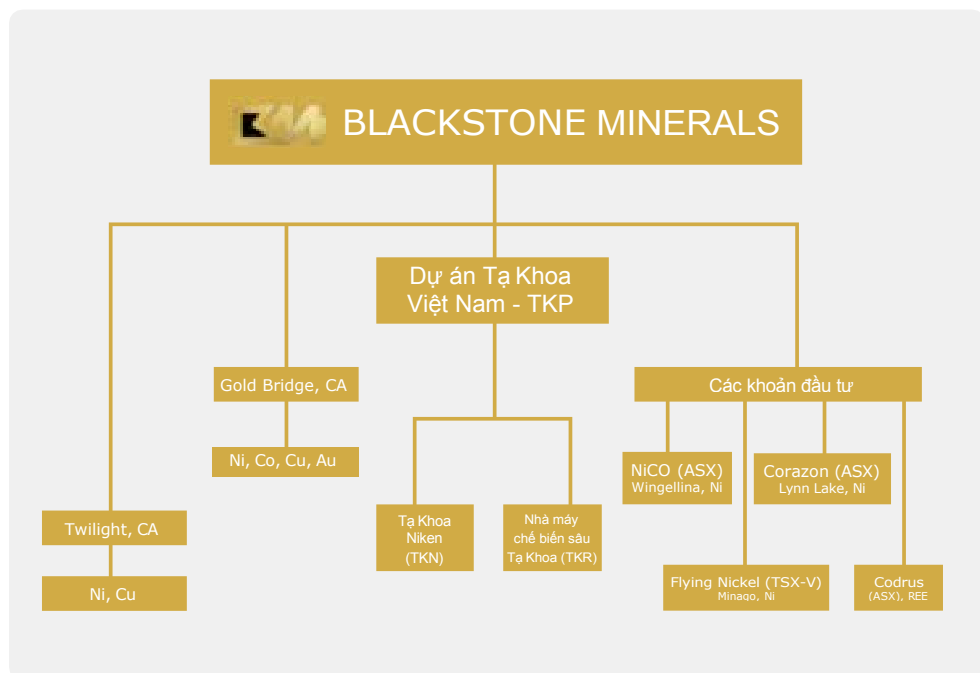 BLACKSTONE MINERALS
Dự án Tạ Khoa
Việt Nam - TKP
Gold Bridge, CA
Ni, Co, Cu, Au
Twilight, CA
Ni, Cu
Tạ Khoa
Niken
(TKN)
Nhà máy
chế biến sâu
Tạ Khoa (TKR)
Các khoản đầu tư
NiCO (ASX)
Wingellina, Ni
Corazon (ASX)
Lynn Lake, Ni
Flying Nickel (TSX-V)
Minago, Ni
Codrus
(ASX), REE